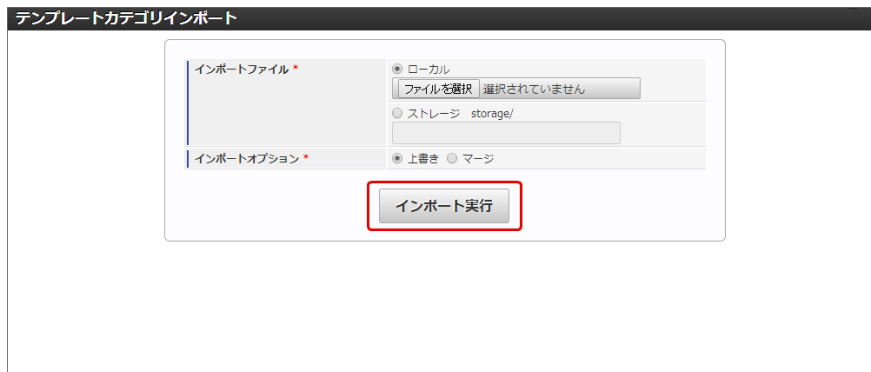 テンプレートカテゴリインポート
インポートファイル *
ローカル
ファイルを選択 選択されていません
ストレージ storage/
インポートオプション *
上書き マージ
インポート実行